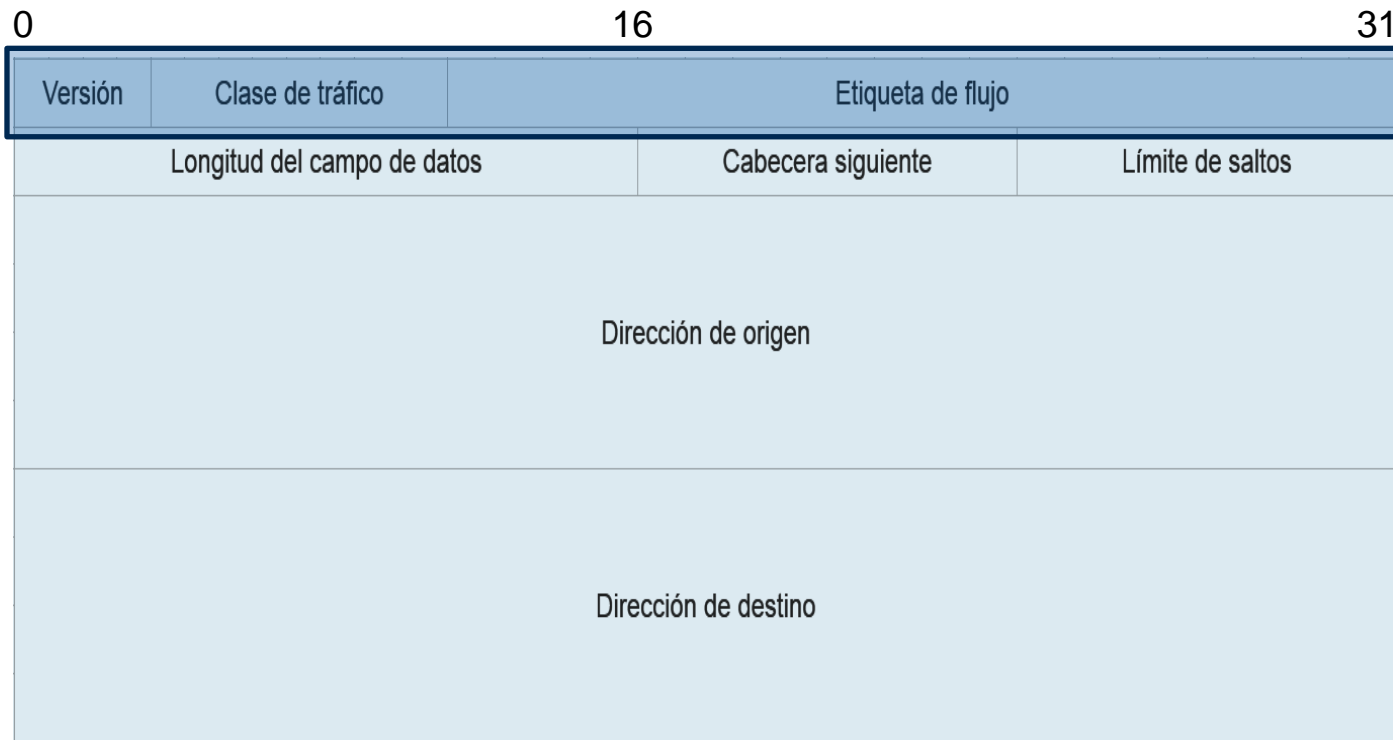 0 16 31
Versión Clase de tráfico Etiqueta de flujo
Longitud del campo de datos Cabecera siguiente Límite de saltos
Dirección de origen
Dirección de destino